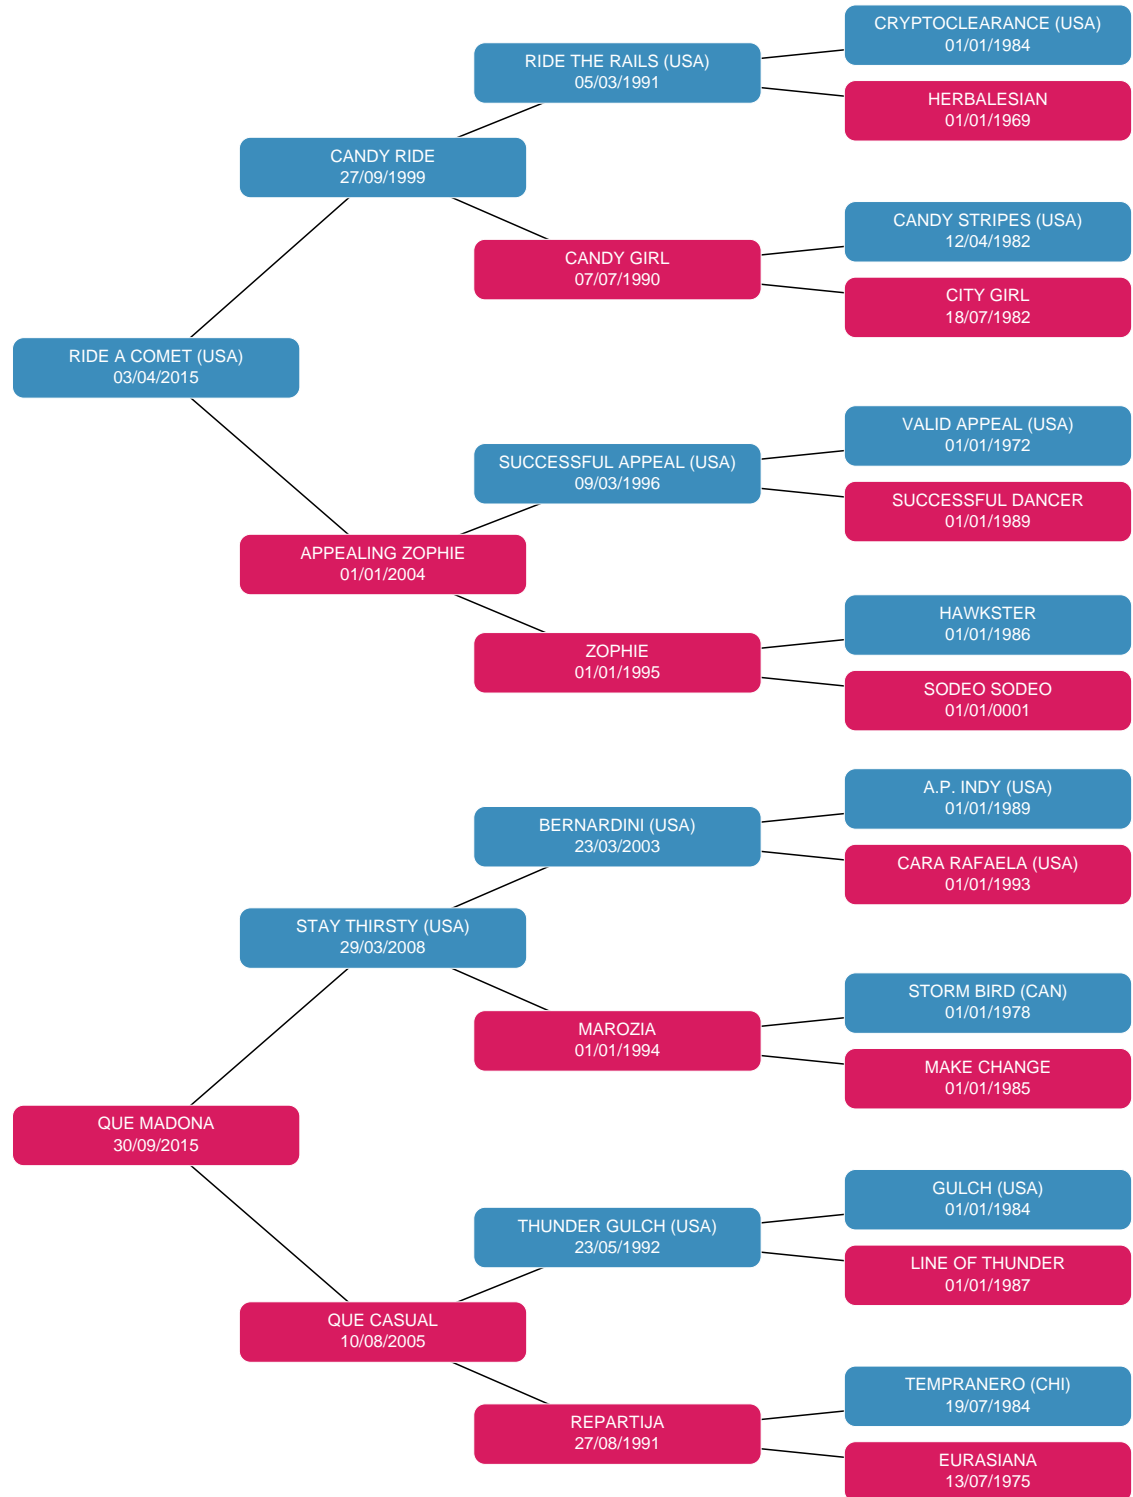 CRYPTOCLEARANCE (USA)
01/01/1984
RIDE THE RAILS (USA)
05/03/1991
HERBALESIAN
01/01/1969
CANDY RIDE
27/09/1999
CANDY STRIPES (USA)
12/04/1982
CANDY GIRL
07/07/1990
CITY GIRL
18/07/1982
RIDE A COMET (USA)
03/04/2015
VALID APPEAL (USA)
01/01/1972
SUCCESSFUL APPEAL (USA)
09/03/1996
SUCCESSFUL DANCER
01/01/1989
APPEALING ZOPHIE
01/01/2004
HAWKSTER
01/01/1986
ZOPHIE
01/01/1995
SODEO SODEO
01/01/0001
A.P. INDY (USA)
01/01/1989
BERNARDINI (USA)
23/03/2003
CARA RAFAELA (USA)
01/01/1993
STAY THIRSTY (USA)
29/03/2008
STORM BIRD (CAN)
01/01/1978
MAROZIA
01/01/1994
MAKE CHANGE
01/01/1985
QUE MADONA
30/09/2015
GULCH (USA)
01/01/1984
THUNDER GULCH (USA)
23/05/1992
LINE OF THUNDER
01/01/1987
QUE CASUAL
10/08/2005
TEMPRANERO (CHI)
19/07/1984
REPARTIJA
27/08/1991
EURASIANA
13/07/1975